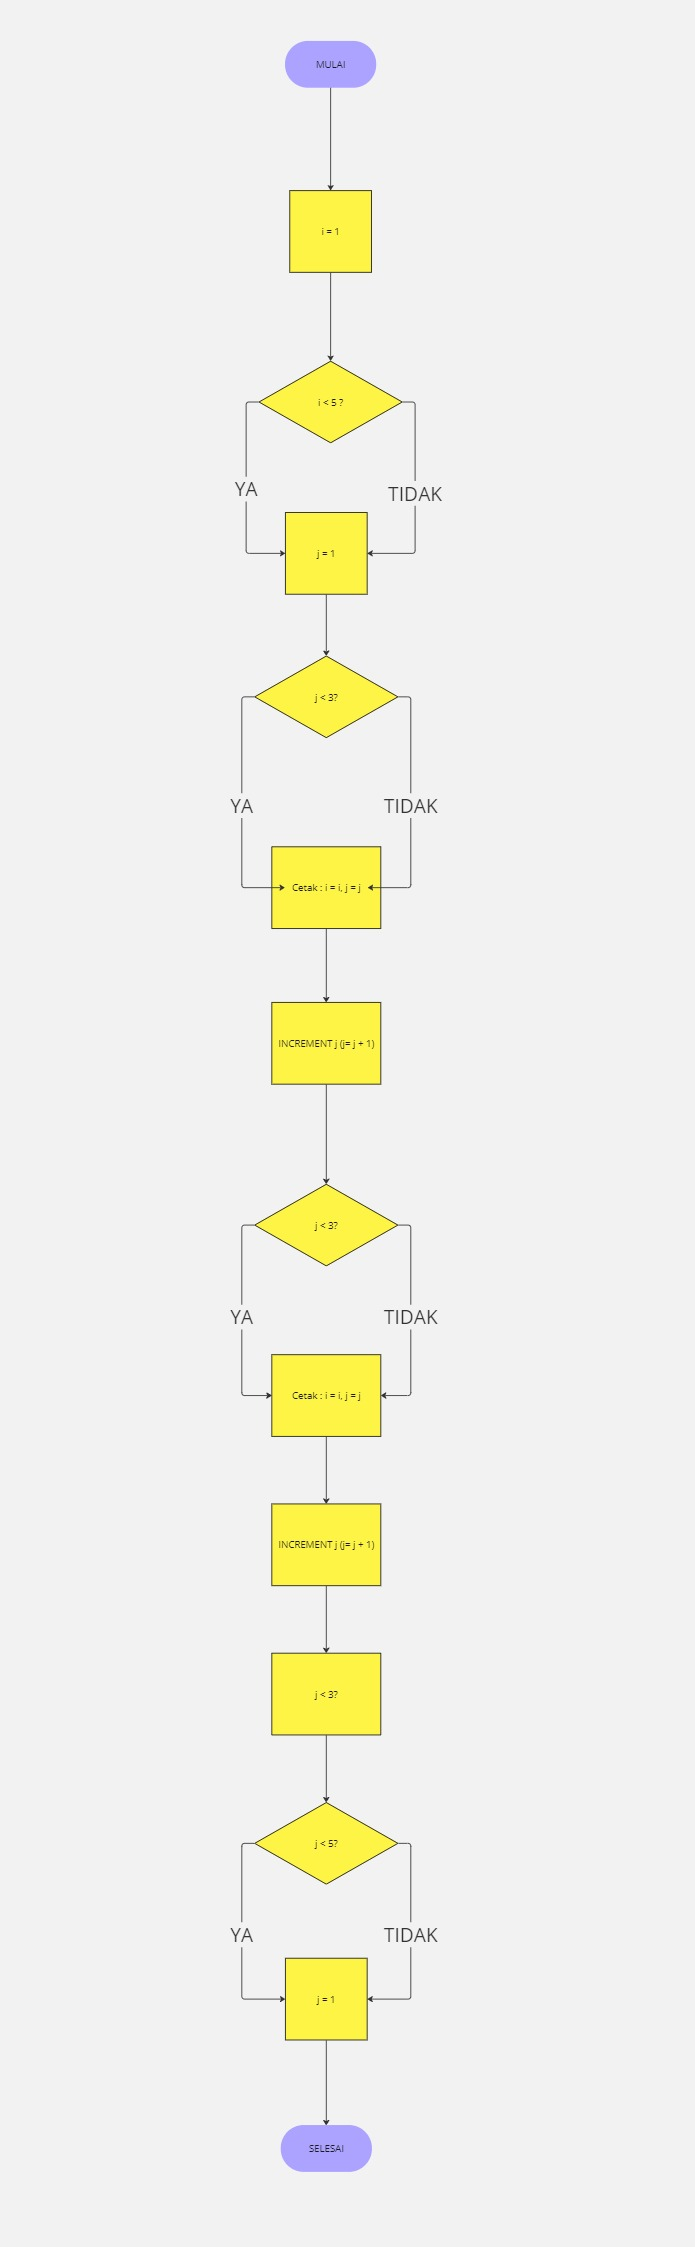 MULAI
i = 1
i < 5 ?
YA
TIDAK
j = 1
j < 3?
YA
TIDAK
Cetak : i = i, j = j
INCREMENT j (j= j + 1)
j < 3?
YA
TIDAK
Cetak : i = i, j = j
INCREMENT j (j= j + 1)
j < 3?
j < 5?
YA
TIDAK
j = 1
SELESAI